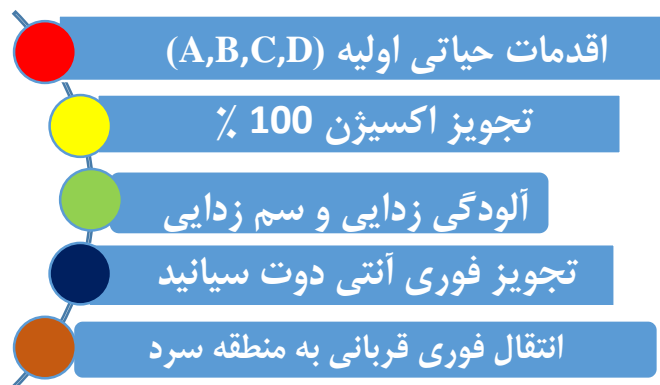 اقدمات حیاتی اولیه (A,B,C,D)
تجویز اکسیژن 100 ٪
آلودگی زدایی و سم زدایی
تجویز فوری آنتی دوت سیانید
انتقال فوری قربانی به منطقه سرد